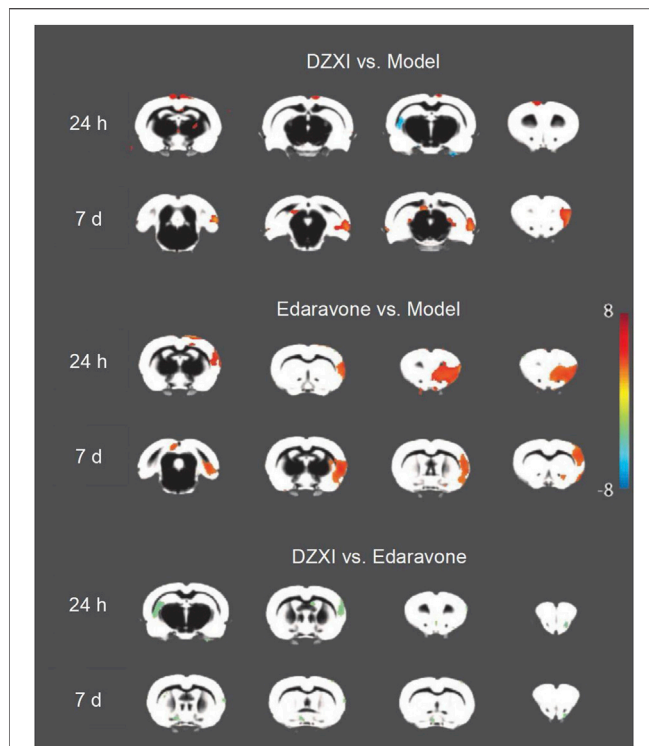 DZXI vs. Model
24 h
7 d
Edaravone vs. Model
8
24 h
7 d
-8
DZXI vs. Edaravone
24 h
7 d